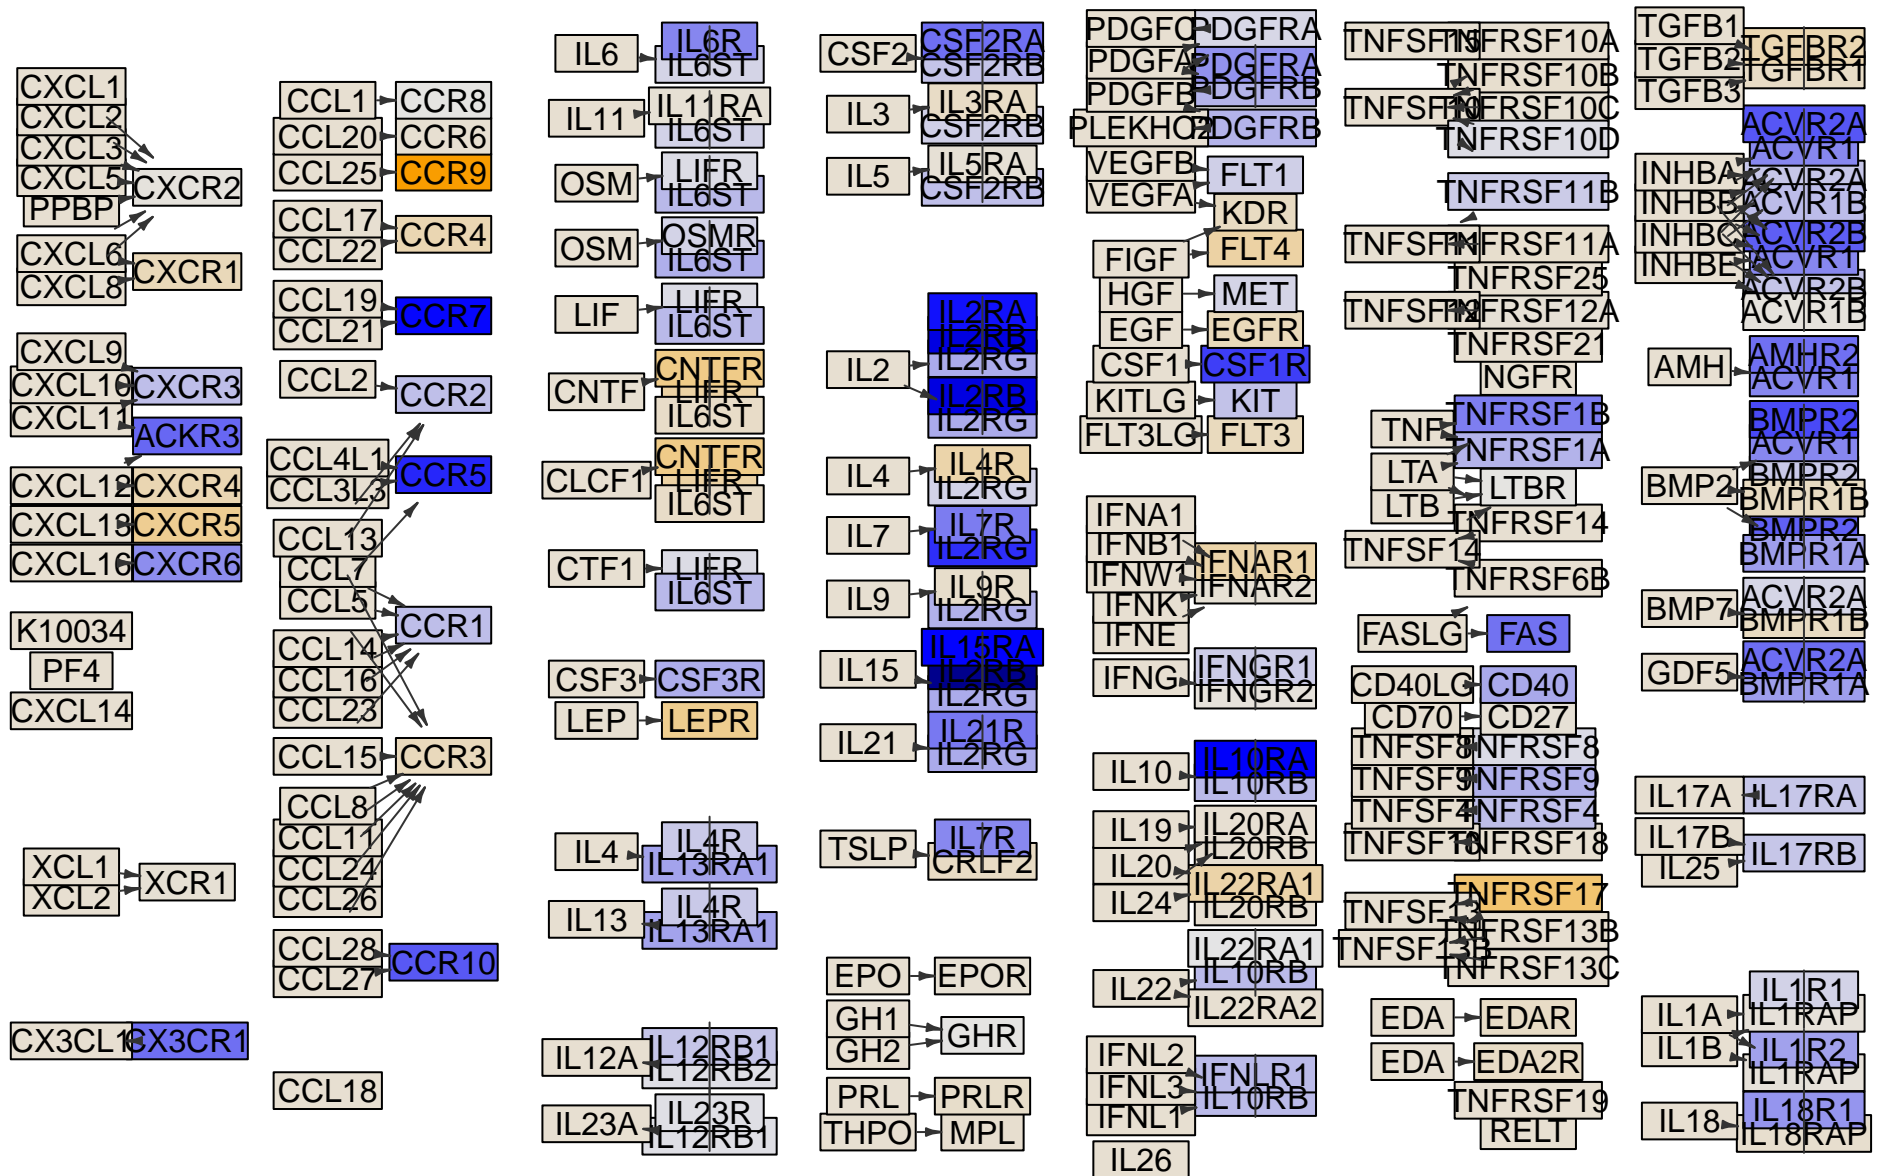 CXCL1
CXCL2
CXCL3
CXCL5
PPBP
CXCL6
CXCL8
CXCR2
CXCR1
CXCL9
CXCL10
CXCL11
CXCR3
ACKR3
CXCL12
CXCR4
CXCL13
CXCR5
CXCL16
CXCR6
K10034
PF4
CXCL14
XCL1
XCL2
XCR1
CX3CL1
CX3CR1
CCL1
CCR8
CCL20
CCR6
CCL25
CCR9
CCL17
CCL22
CCR4
CCL19
CCL21
CCR7
CCL2
CCR2
CCL4L1
CCL3L3
CCR5
CCL13
CCL7
CCL5
CCR1
CCL14
CCL16
CCL23
CCL15
CCR3
CCL8
CCL11
CCL24
CCL26
CCL28
CCL27
CCR10
CCL18
IL6
IL6R
IL6ST
IL11
IL11RA
IL6ST
OSM
LIFR
IL6ST
OSM
OSMR
IL6ST
LIF
LIFR
IL6ST
CNTF
CNTFR
LIFR
IL6ST
CLCF1
CNTFR
LIFR
IL6ST
CTF1
LIFR
IL6ST
CSF3
CSF3R
LEP
LEPR
IL4
IL4R
IL13RA1
IL13
IL4R
IL13RA1
IL12A
IL12RB1
IL12RB2
IL23A
IL23R
IL12RB1
CSF2
CSF2RA
CSF2RB
IL3
IL3RA
CSF2RB
IL5
IL5RA
CSF2RB
IL2
IL2RA
IL2RB
IL2RG
IL2RB
IL2RG
IL4
IL4R
IL2RG
IL7
IL7R
IL2RG
IL9
IL9R
IL2RG
IL15
IL15RA
IL2RB
IL2RG
IL21
IL21R
IL2RG
TSLP
IL7R
CRLF2
EPO
EPOR
GH1
GH2
GHR
PRL
PRLR
THPO
MPL
PDGFC
PDGFRA
PDGFA
PDGFRA
PDGFB
PDGFRB
PLEKHO2
PDGFRB
VEGFB
VEGFA
FLT1
KDR
FIGF
FLT4
HGF
MET
EGF
EGFR
CSF1
CSF1R
KITLG
KIT
FLT3LG
FLT3
IFNA1
IFNB1
IFNW1
IFNK
IFNE
IFNAR1
IFNAR2
IFNG
IFNGR1
IFNGR2
IL10
IL10RA
IL10RB
IL19
IL20
IL24
IL20RA
IL20RB
IL22RA1
IL20RB
IL22
IL22RA1
IL10RB
IL22RA2
IFNL2
IFNL3
IFNL1
IFNLR1
IL10RB
IL26
TNFSF15
TNFRSF10A
TNFRSF10B
TNFSF10
TNFRSF10C
TNFRSF10D
TNFRSF11B
TNFSF11
TNFRSF11A
TNFRSF25
TNFSF12
TNFRSF12A
TNFRSF21
NGFR
TNF
TNFRSF1B
TNFRSF1A
LTA
LTB
LTBR
TNFRSF14
TNFSF14
TNFRSF6B
FASLG
FAS
CD40LG
CD40
CD70
CD27
TNFSF8
TNFRSF8
TNFSF9
TNFRSF9
TNFSF4
TNFRSF4
TNFSF18
TNFRSF18
TNFRSF17
TNFSF13
TNFRSF13B
TNFSF13B
TNFRSF13C
EDA
EDAR
EDA
EDA2R
TNFRSF19
RELT
TGFB1
TGFB2
TGFB3
TGFBR2
TGFBR1
INHBA
INHBB
INHBC
INHBE
ACVR2A
ACVR1
ACVR2A
ACVR1B
ACVR2B
ACVR1
ACVR2B
ACVR1B
AMH
AMHR2
ACVR1
BMP2
BMPR2
ACVR1
BMPR2
BMPR1B
BMPR2
BMPR1A
BMP7
ACVR2A
BMPR1B
GDF5
ACVR2A
BMPR1A
IL17A
IL17RA
IL17B
IL25
IL17RB
IL1A
IL1B
IL1R1
IL1RAP
IL1R2
IL1RAP
IL18
IL18R1
IL18RAP